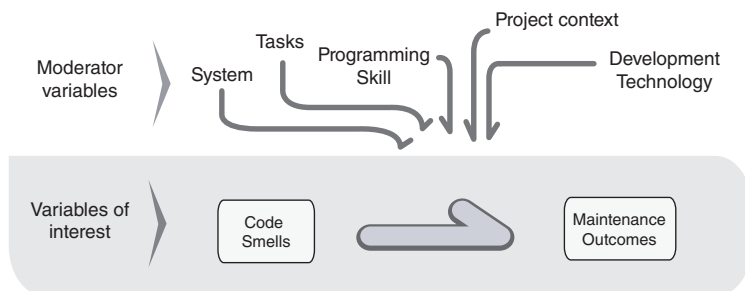 Project context
Tasks
Programming
Skill
Development
Technology
Moderator
variables
System
Variables of
interest
Code
Smells
Maintenance
Outcomes